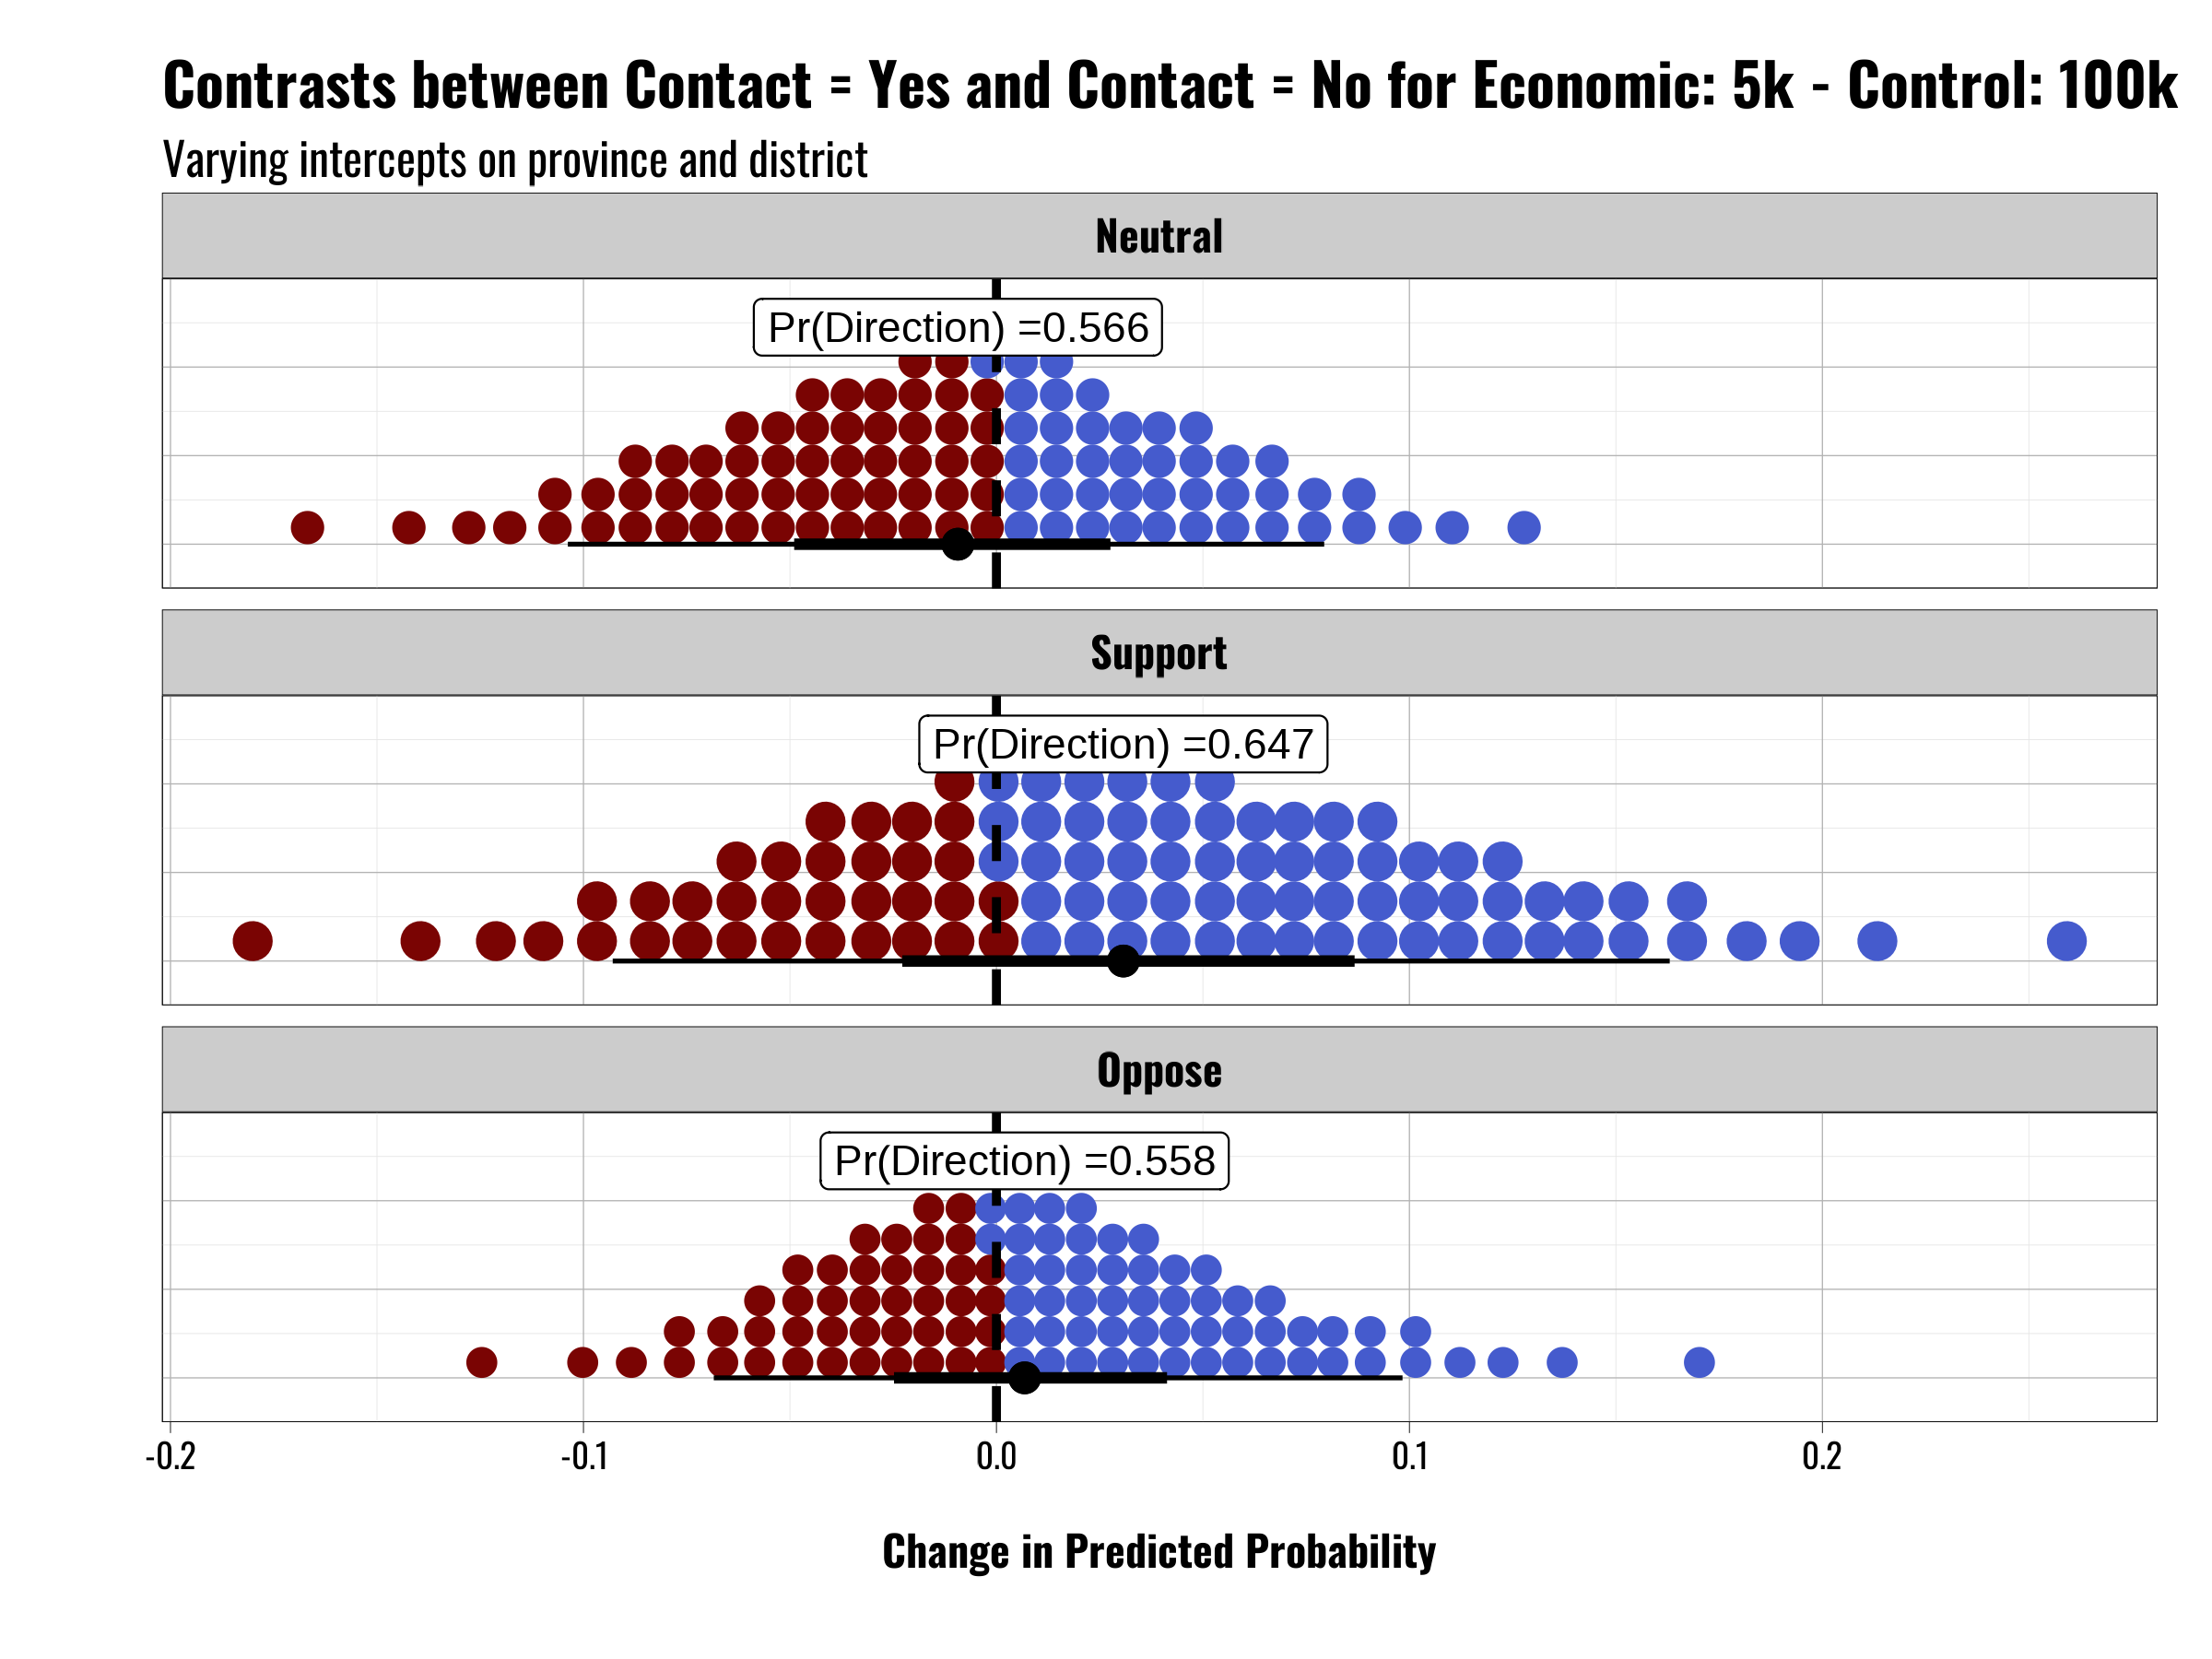 Contrasts between Contact = Yes and Contact = No for Economic: 5k - Control: 100k
Varying intercepts on province and district
Neutral
Pr(Direction) =0.566
Support
Pr(Direction) =0.647
Oppose
Pr(Direction) =0.558
-0.2 -0.1 0.0 0.1 0.2
Change in Predicted Probability